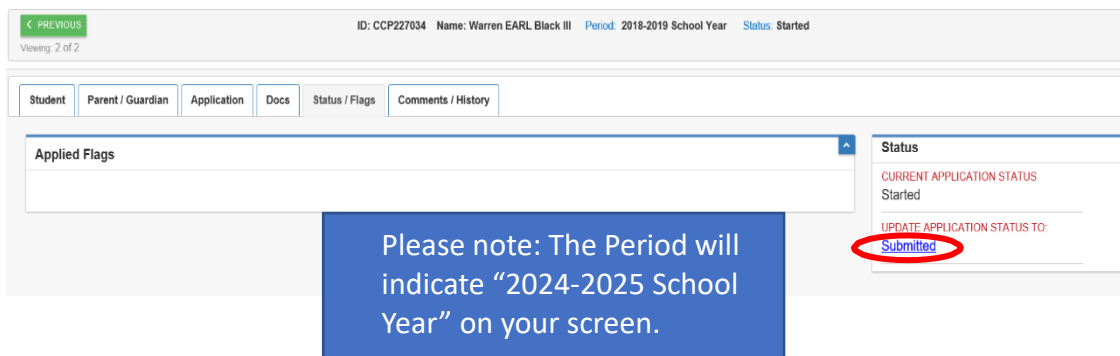 < PREVIOUS
ID: CCP227034 Name: Warren EARL Black III Period: 2018-2019 School Year Status: Started
Viewing: 2 of 2
Student Parent / Guardian Application Docs Status / Flags Comments / History
Applied Flags
Status
CURRENT APPLICATION STATUS
Started
UPDATE APPLICATION STATUS TO:
Submitted
Please note: The Period will
indicate “2024-2025 School
Year” on your screen.